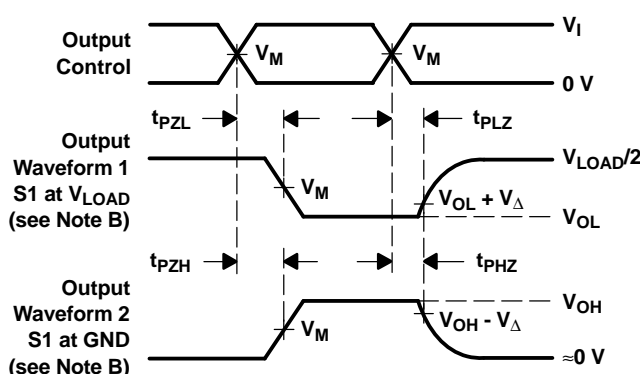 Output
Control
V_M
V_M
V_I
0 V
t_PZL
t_PLZ
Output
Waveform 1
S1 at V_LOAD
(see Note B)
V_M
V_OL + V_Δ
V_LOAD/2
V_OL
t_PZH
t_PHZ
Output
Waveform 2
S1 at GND
(see Note B)
V_M
V_OH - V_Δ
V_OH
≈0 V